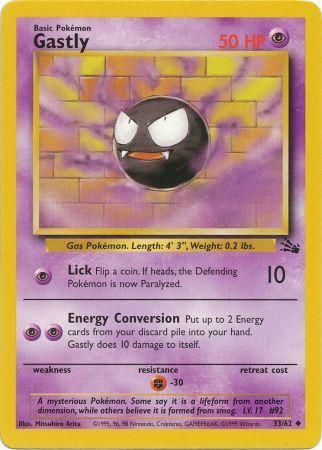 Basic Pokémon
Gastly 50 HP
Gas Pokémon. Length: 4' 3", Weight: 0.2 lbs.
Lick Flip a coin. If heads, the Defending
Pokémon is now Paralyzed.
10
Energy Conversion Put up to 2 Energy
cards from your discard pile into your hand.
Gastly does 10 damage to itself.
weakness resistance retreat cost
-30
A mysterious Pokémon. Some say it is a lifeform from another
dimension, while others believe it is formed from smog. LV. 17 #92
Illus. Mitsuhiro Arita ©1995, 96, 98 Nintendo, Creatures, GAMEFREAK. ©1999 Wizards. 33/62